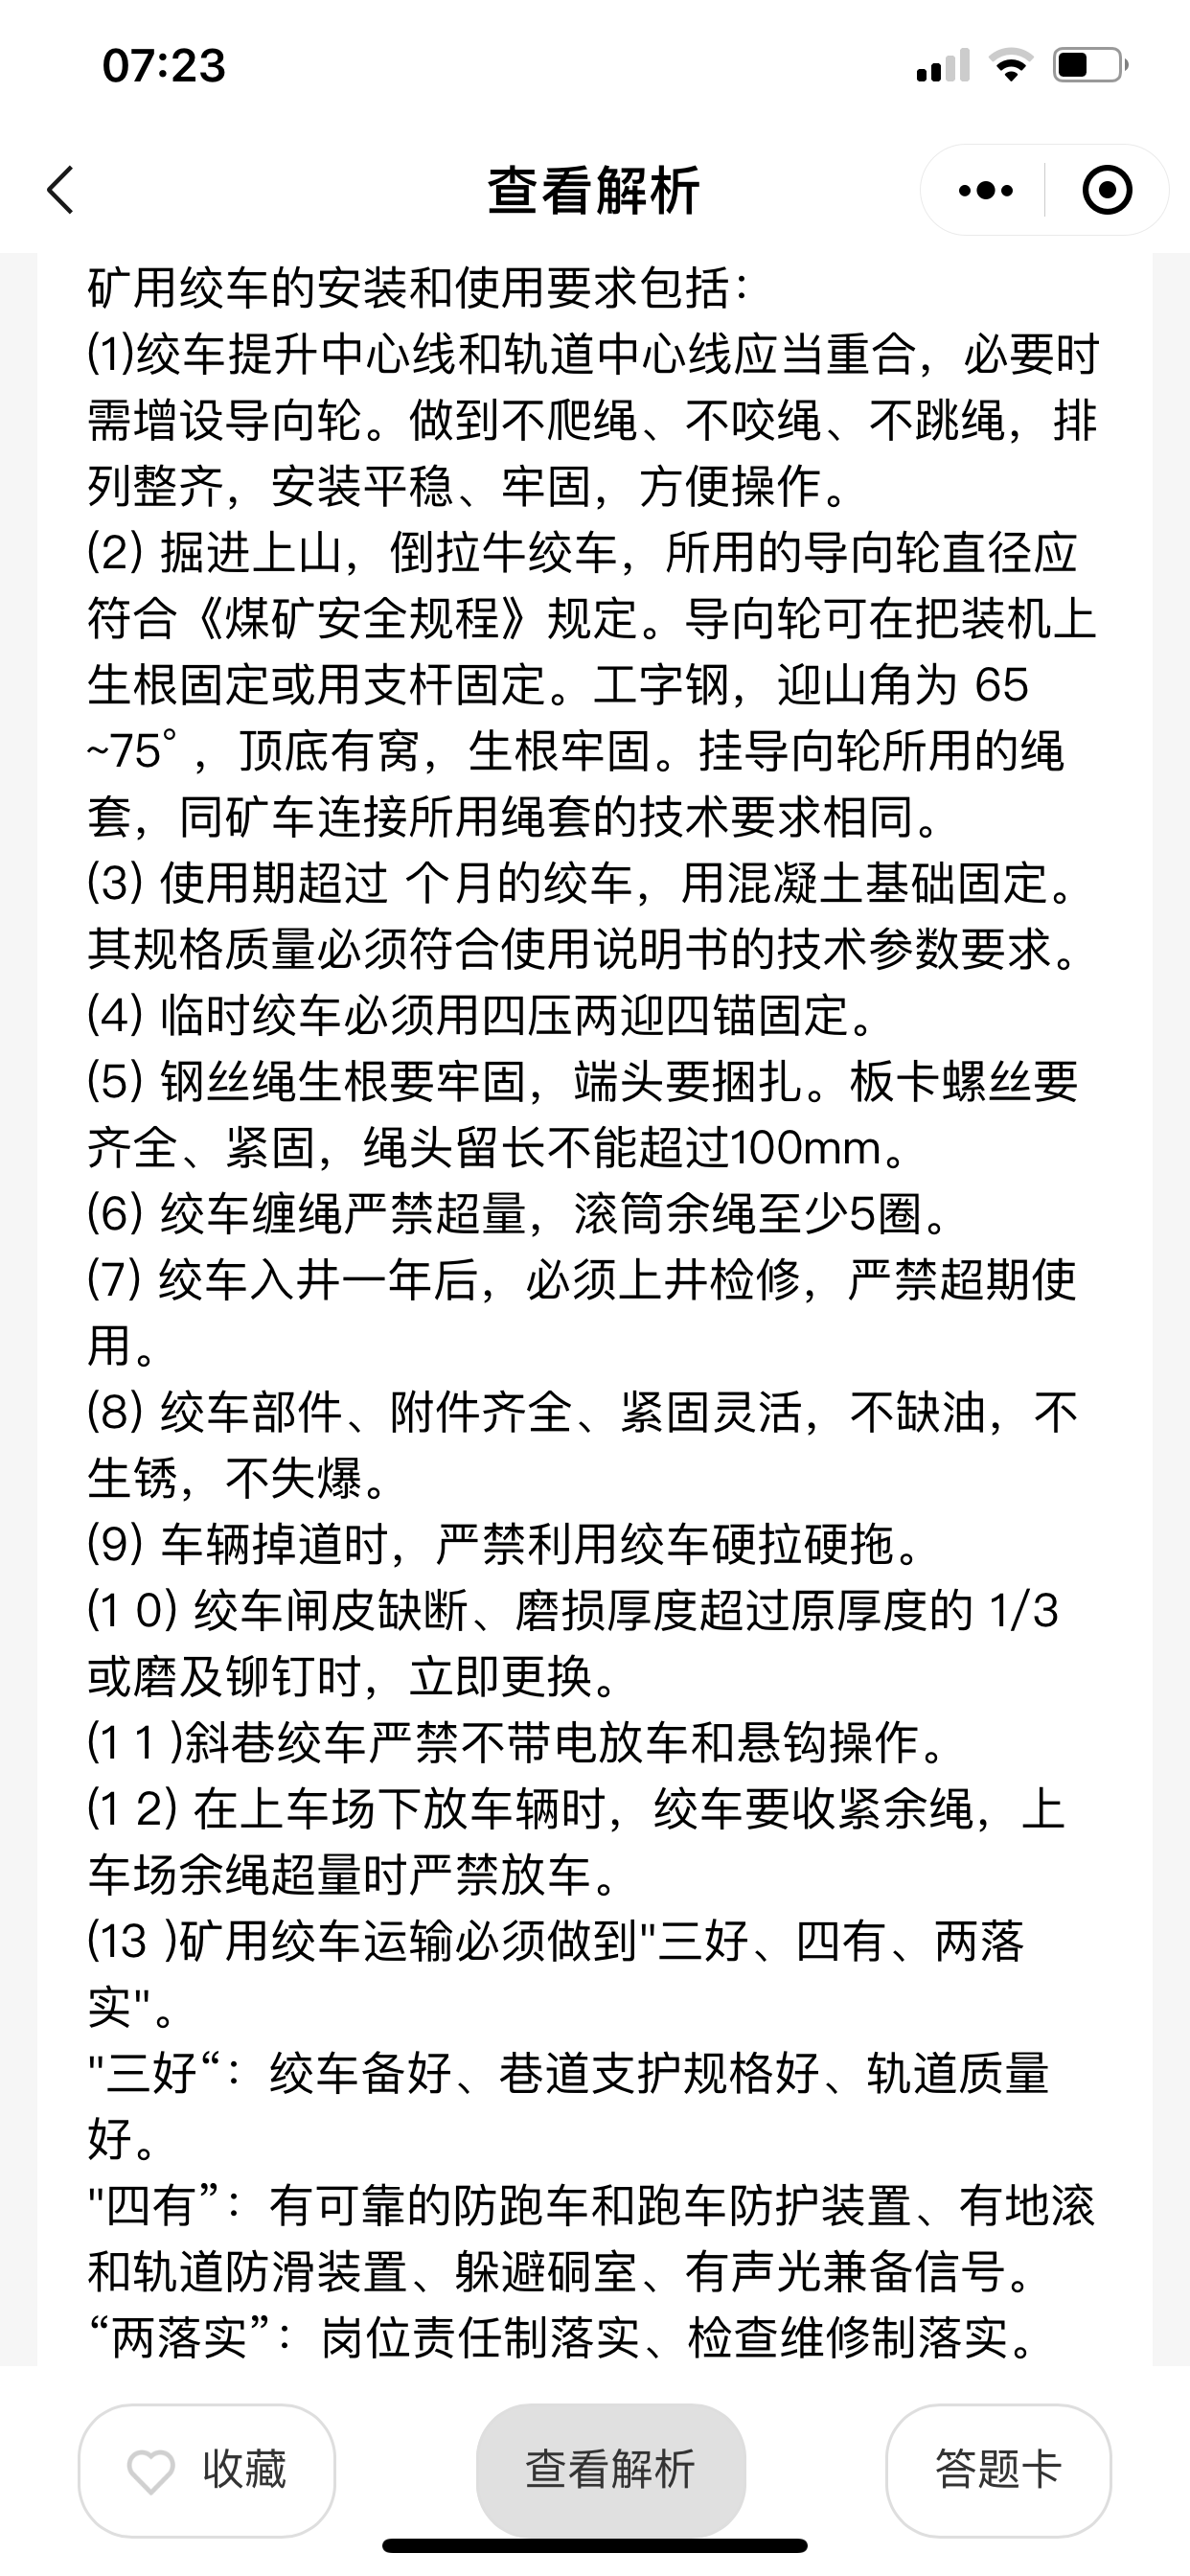 07:23
查看解析
矿用绞车的安装和使用要求包括：
(1)绞车提升中心线和轨道中心线应当重合，必要时
需增设导向轮。做到不爬绳、不咬绳、不跳绳，排
列整齐，安装平稳、牢固，方便操作。
(2) 掘进上山，倒拉牛绞车，所用的导向轮直径应
符合《煤矿安全规程》规定。导向轮可在把装机上
生根固定或用支杆固定。工字钢，迎山角为 65
~75°，顶底有窝，生根牢固。挂导向轮所用的绳
套，同矿车连接所用绳套的技术要求相同。
(3) 使用期超过 个月的绞车，用混凝土基础固定。
其规格质量必须符合使用说明书的技术参数要求。
(4) 临时绞车必须用四压两迎四锚固定。
(5) 钢丝绳生根要牢固，端头要捆扎。板卡螺丝要
齐全、紧固，绳头留长不能超过100mm。
(6) 绞车缠绳严禁超量，滚筒余绳至少5圈。
(7) 绞车入井一年后，必须上井检修，严禁超期使
用。
(8) 绞车部件、附件齐全、紧固灵活，不缺油，不
生锈，不失爆。
(9) 车辆掉道时，严禁利用绞车硬拉硬拖。
(1 0) 绞车闸皮缺断、磨损厚度超过原厚度的 1/3
或磨及铆钉时，立即更换。
(1 1 )斜巷绞车严禁不带电放车和悬钩操作。
(1 2) 在上车场下放车辆时，绞车要收紧余绳，上
车场余绳超量时严禁放车。
(13 )矿用绞车运输必须做到"三好、四有、两落
实"。
"三好“：绞车备好、巷道支护规格好、轨道质量
好。
"四有”：有可靠的防跑车和跑车防护装置、有地滚
和轨道防滑装置、躲避硐室、有声光兼备信号。
“两落实”：岗位责任制落实、检查维修制落实。
收藏
查看解析
答题卡